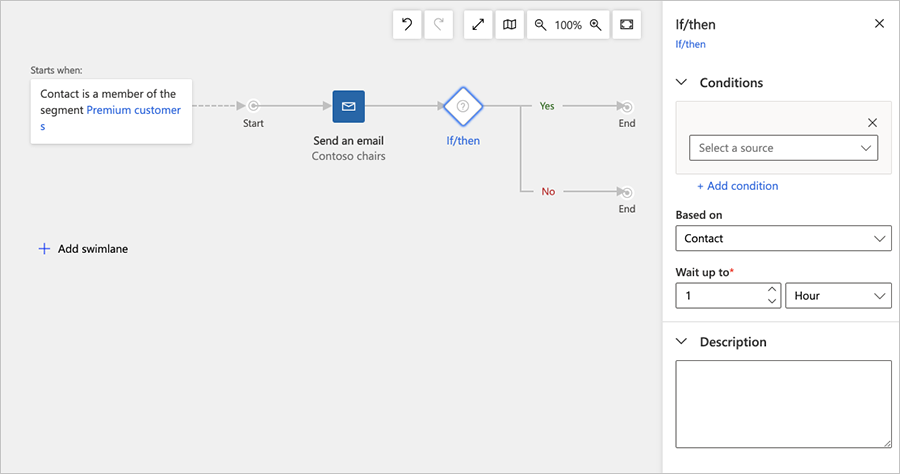 100%
Starts when:
Contact is a member of the
segment Premium customer
s
Start
Send an email
Contoso chairs
If/then
Yes
End
No
End
Add swimlane
If/then
If/then
Conditions
Select a source
+ Add condition
Based on
Contact
Wait up to*
1 Hour
Description